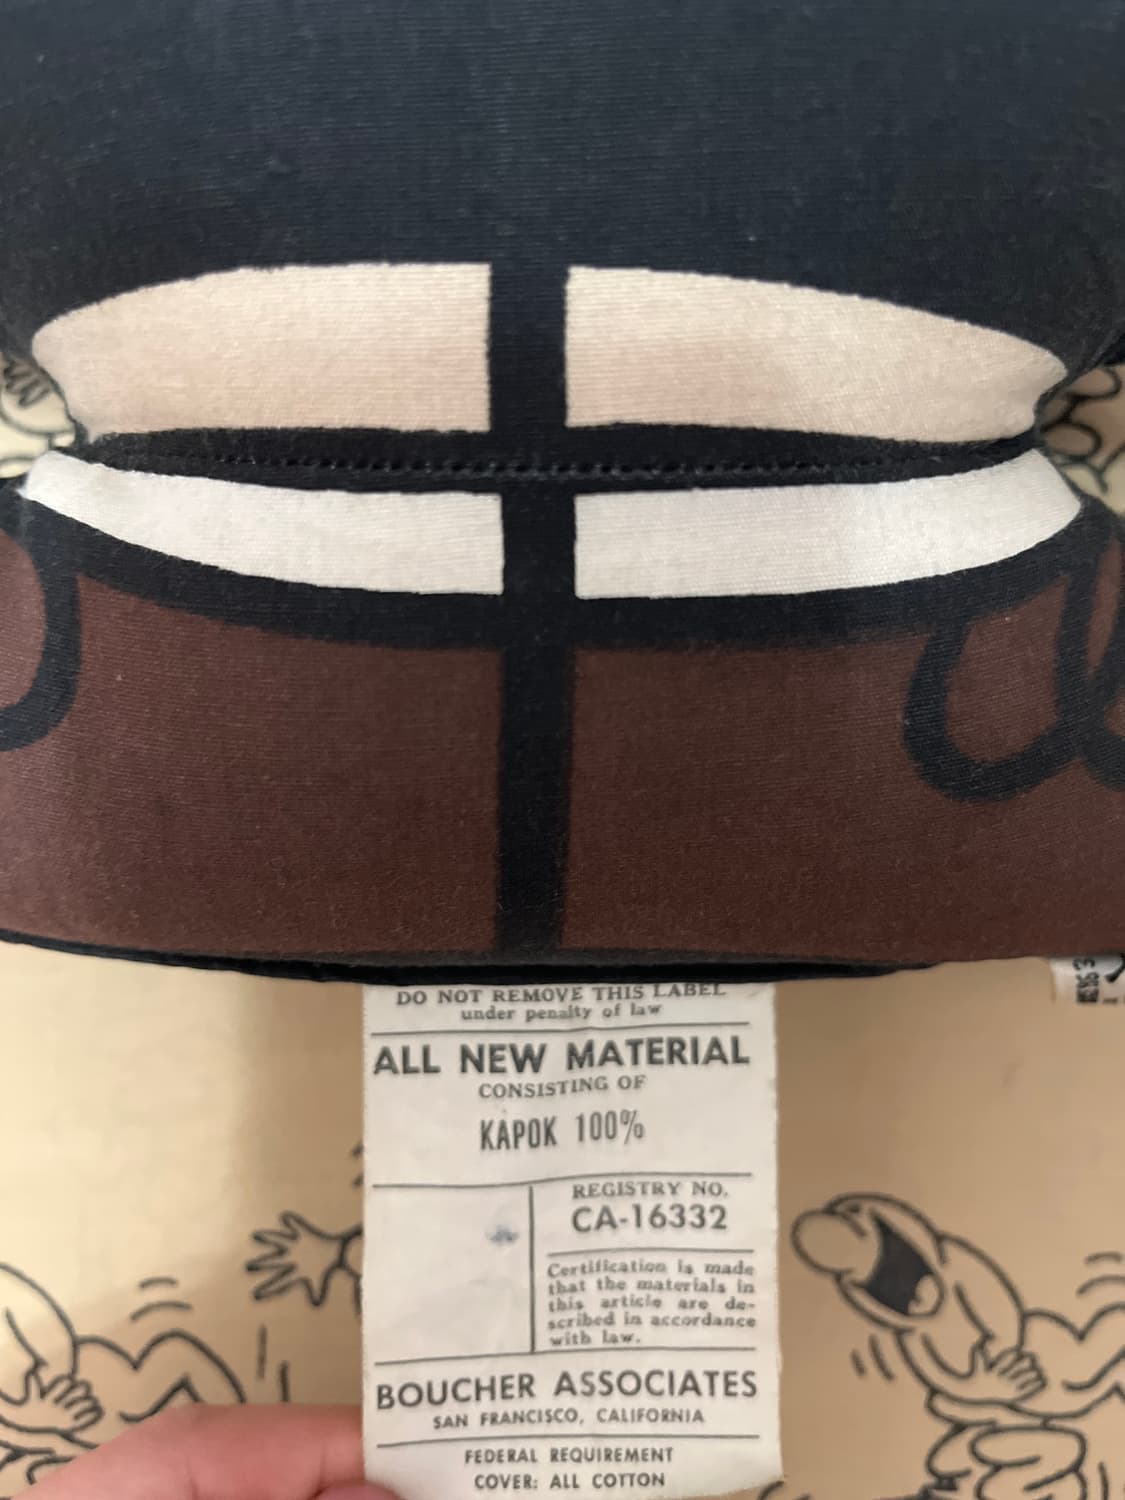 DO NOT REMOVE THIS LABEL
under penalty of law
ALL NEW MATERIAL
CONSISTING OF
KAPOK 100%
REGISTRY NO.
CA-16332
Certification is made
that the materials in
this article are de-
scribed in accordance
with law.
BOUCHER ASSOCIATES
SAN FRANCISCO, CALIFORNIA
FEDERAL REQUIREMENT
COVER: ALL COTTON